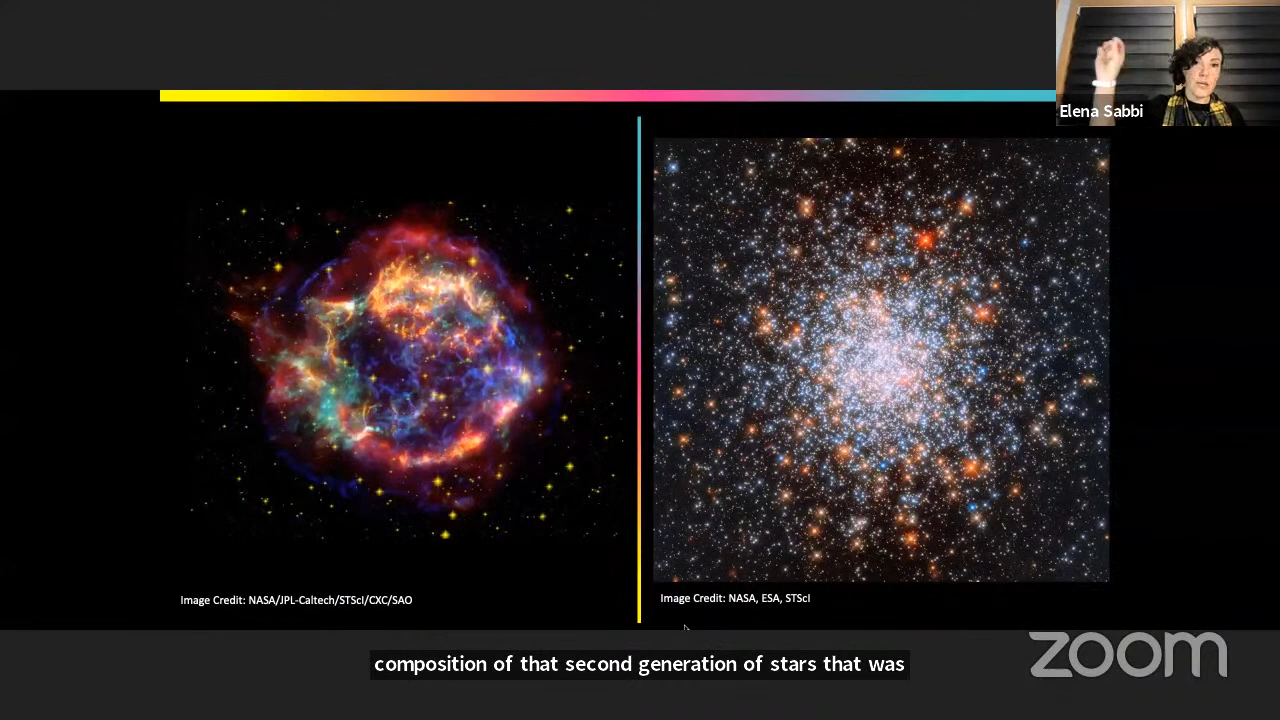 Elena Sabbi
Image Credit: NASA/JPL-Caltech/STScI/CXC/SAO
Image Credit: NASA, ESA, STScI
composition of that second generation of stars that was
zoom